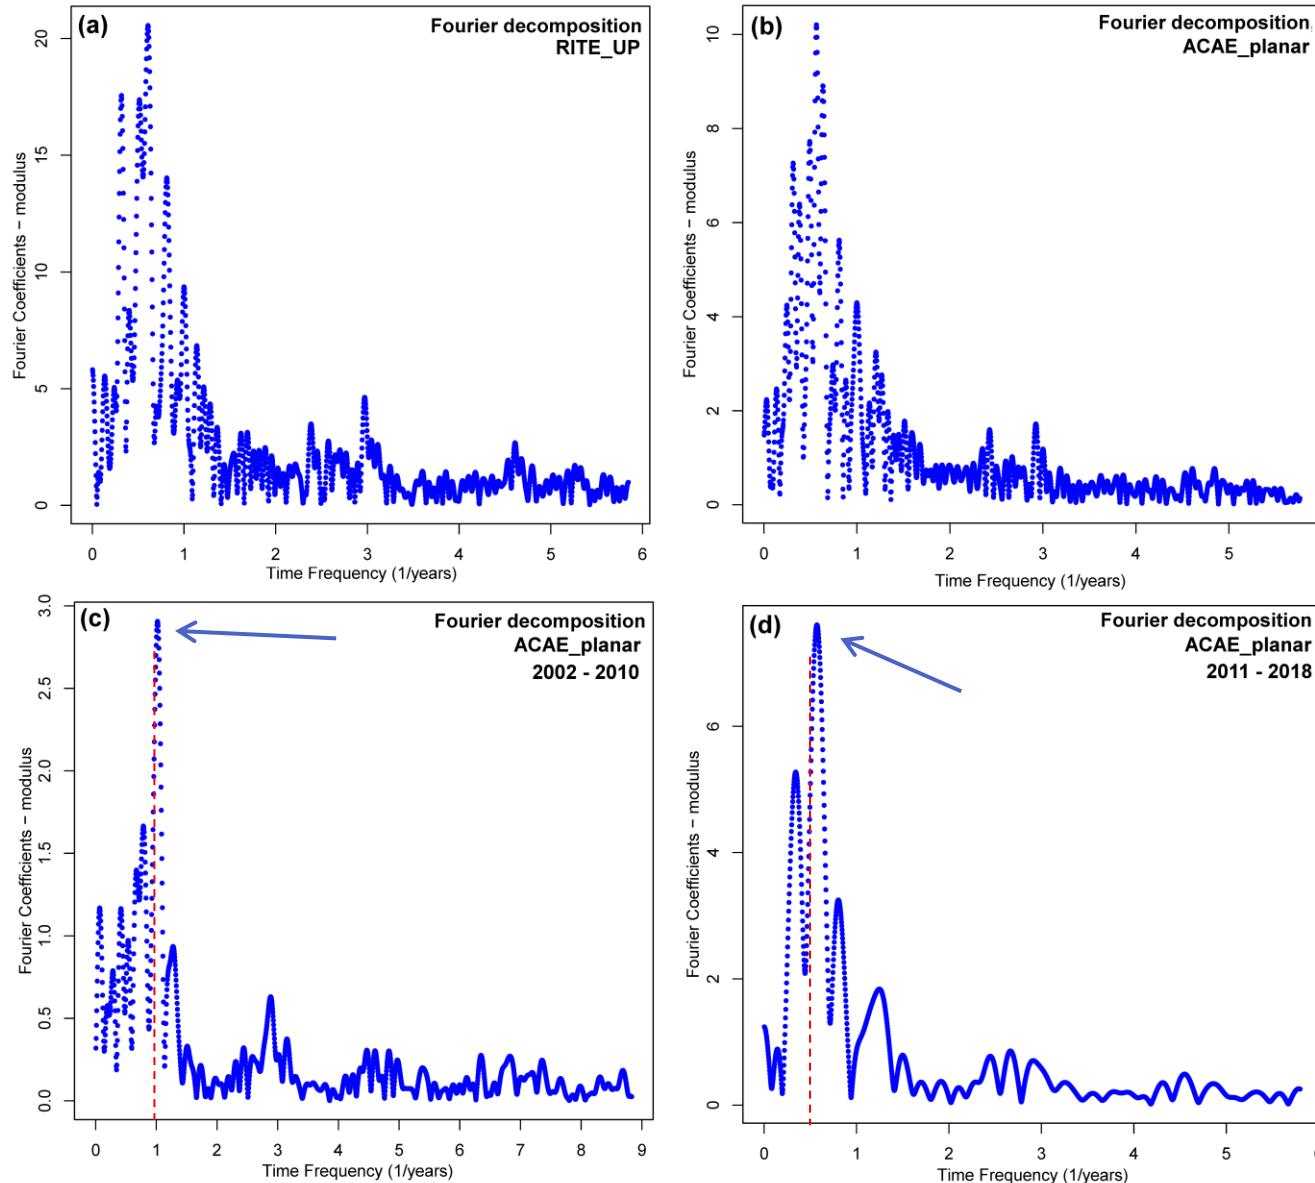 (a)
Fourier decomposition
RITE_UP
Fourier Coefficients − modulus
0
5
10
15
20
0 1 2 3 4 5 6
Time Frequency (1/years)
(b)
Fourier decomposition
ACAE_planar
Fourier Coefficients − modulus
0
2
4
6
8
10
0 1 2 3 4 5
Time Frequency (1/years)
(c)
Fourier decomposition
ACAE_planar
2002 - 2010
Fourier Coefficients − modulus
0.0
0.5
1.0
1.5
2.0
2.5
3.0
0 1 2 3 4 5 6 7 8 9
Time Frequency (1/years)
(d)
Fourier decomposition
ACAE_planar
2011 - 2018
Fourier Coefficients − modulus
0
2
4
6
0 1 2 3 4 5
Time Frequency (1/years)